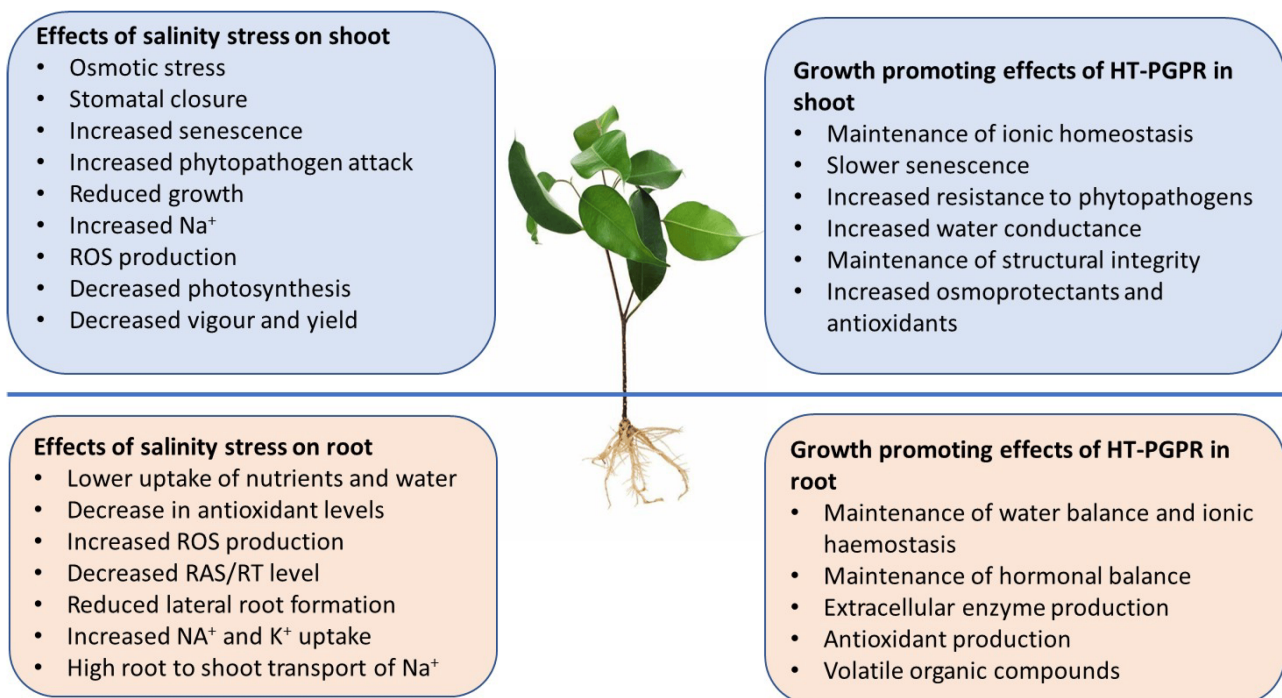 Effects of salinity stress on shoot
• Osmotic stress
• Stomatal closure
• Increased senescence
• Increased phytopathogen attack
• Reduced growth
• Increased Na⁺
• ROS production
• Decreased photosynthesis
• Decreased vigour and yield
Growth promoting effects of HT-PGPR in
shoot
• Maintenance of ionic homeostasis
• Slower senescence
• Increased resistance to phytopathogens
• Increased water conductance
• Maintenance of structural integrity
• Increased osmoprotectants and
antioxidants
Effects of salinity stress on root
• Lower uptake of nutrients and water
• Decrease in antioxidant levels
• Increased ROS production
• Decreased RAS/RT level
• Reduced lateral root formation
• Increased NA⁺ and K⁺ uptake
• High root to shoot transport of Na⁺
Growth promoting effects of HT-PGPR in
root
• Maintenance of water balance and ionic
haemostasis
• Maintenance of hormonal balance
• Extracellular enzyme production
• Antioxidant production
• Volatile organic compounds